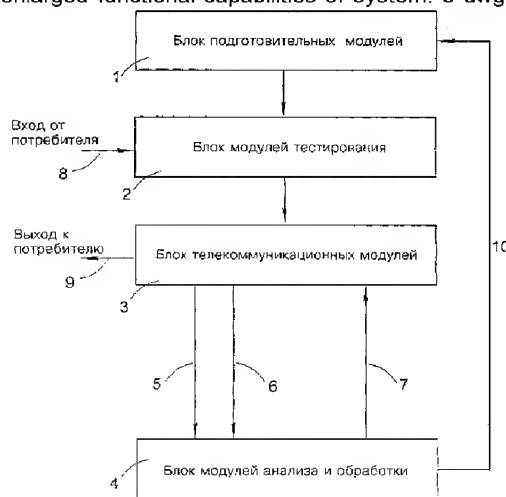 enlarged functional capabilities of system. 3 dwg
Блок подготовительных модулей
1
Вход от
потребителя
8
Блок модулей тестирования
2
Выход к
потребителю
9
Блок телекоммуникационных модулей
3
10
5
6
7
Блок модулей анализа и обработки
4